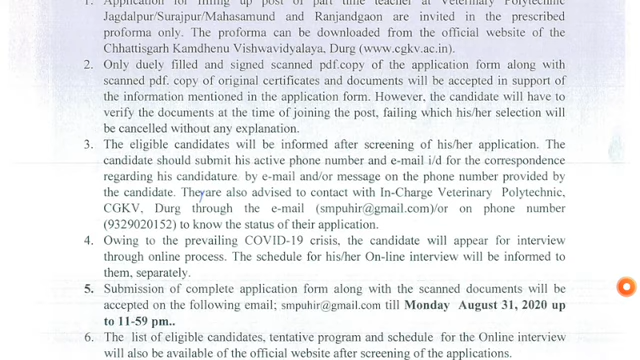 1. Application for filling up post of part time teacher at Veterinary Polytechnic
Jagdalpur/Surajpur/Mahasamund and Ranjandgaon are invited in the prescribed
proforma only. The proforma can be downloaded from the official website of the
Chhattisgarh Kamdhenu Vishwavidyalaya, Durg (www.cgkv.ac.in).
2. Only duely filled and signed scanned pdf.copy of the application form along with
scanned pdf. copy of original certificates and documents will be accepted in support of
the information mentioned in the application form. However, the candidate will have to
verify the documents at the time of joining the post, failing which his/her selection will
be cancelled without any explanation.
3. The eligible candidates will be informed after screening of his/her application. The
candidate should submit his active phone number and e-mail i/d for the correspondence
regarding his candidature by e-mail and/or message on the phone number provided by
the candidate. They are also advised to contact with In-Charge Veterinary Polytechnic,
CGKV, Durg through the e-mail (smpuhir@gmail.com)/or on phone number
(9329020152) to know the status of their application.
4. Owing to the prevailing COVID-19 crisis, the candidate will appear for interview
through online process. The schedule for his/her On-line interview will be informed to
them, separately.
5. Submission of complete application form along with the scanned documents will be
accepted on the following email; smpuhir@gmail.com till Monday August 31, 2020 up
to 11-59 pm..
6. The list of eligible candidates, tentative program and schedule for the Online interview
will also be available of the official website after screening of the applications.